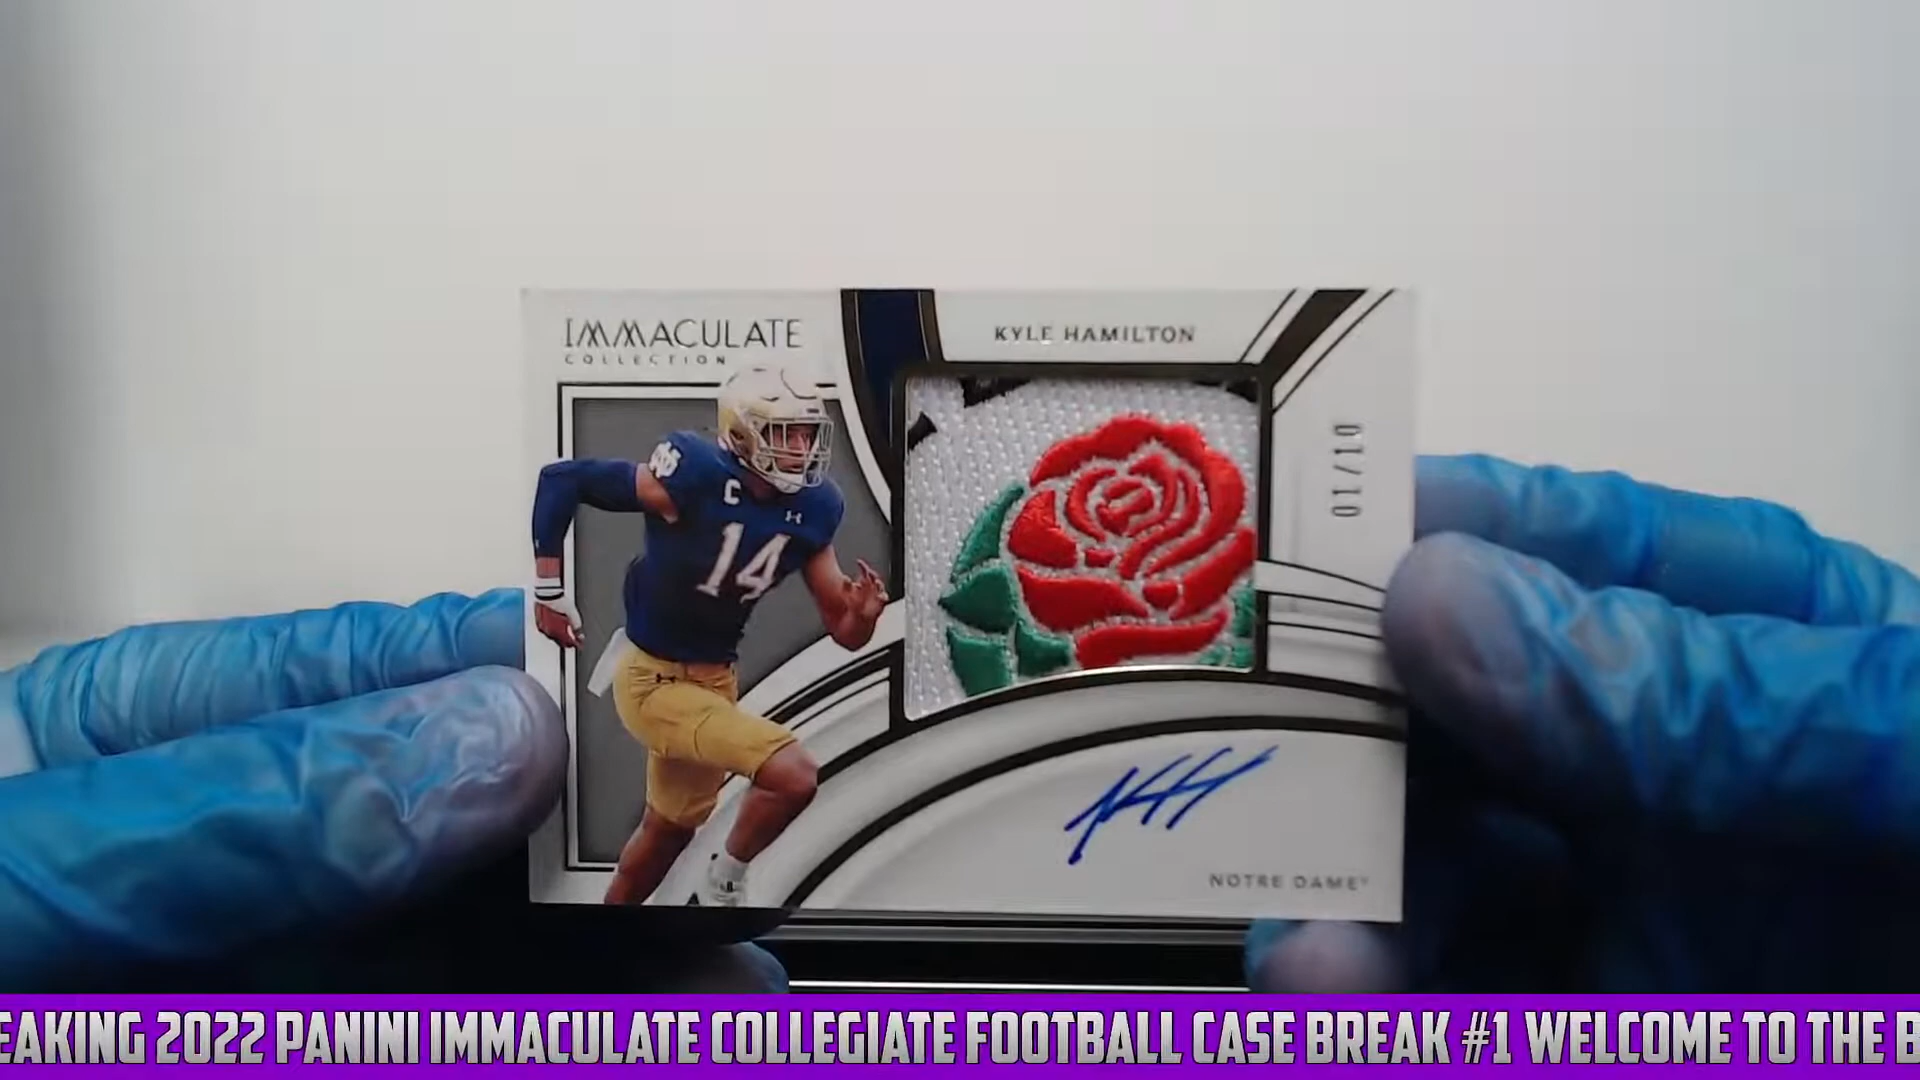 IMMACULATE
COLLECTION
KYLE HAMILTON
01/10
C
14
NOTRE DAME
EAKING 2022 PANINI IMMACULATE COLLEGIATE FOOTBALL CASE BREAK #1 WELCOME TO THE B